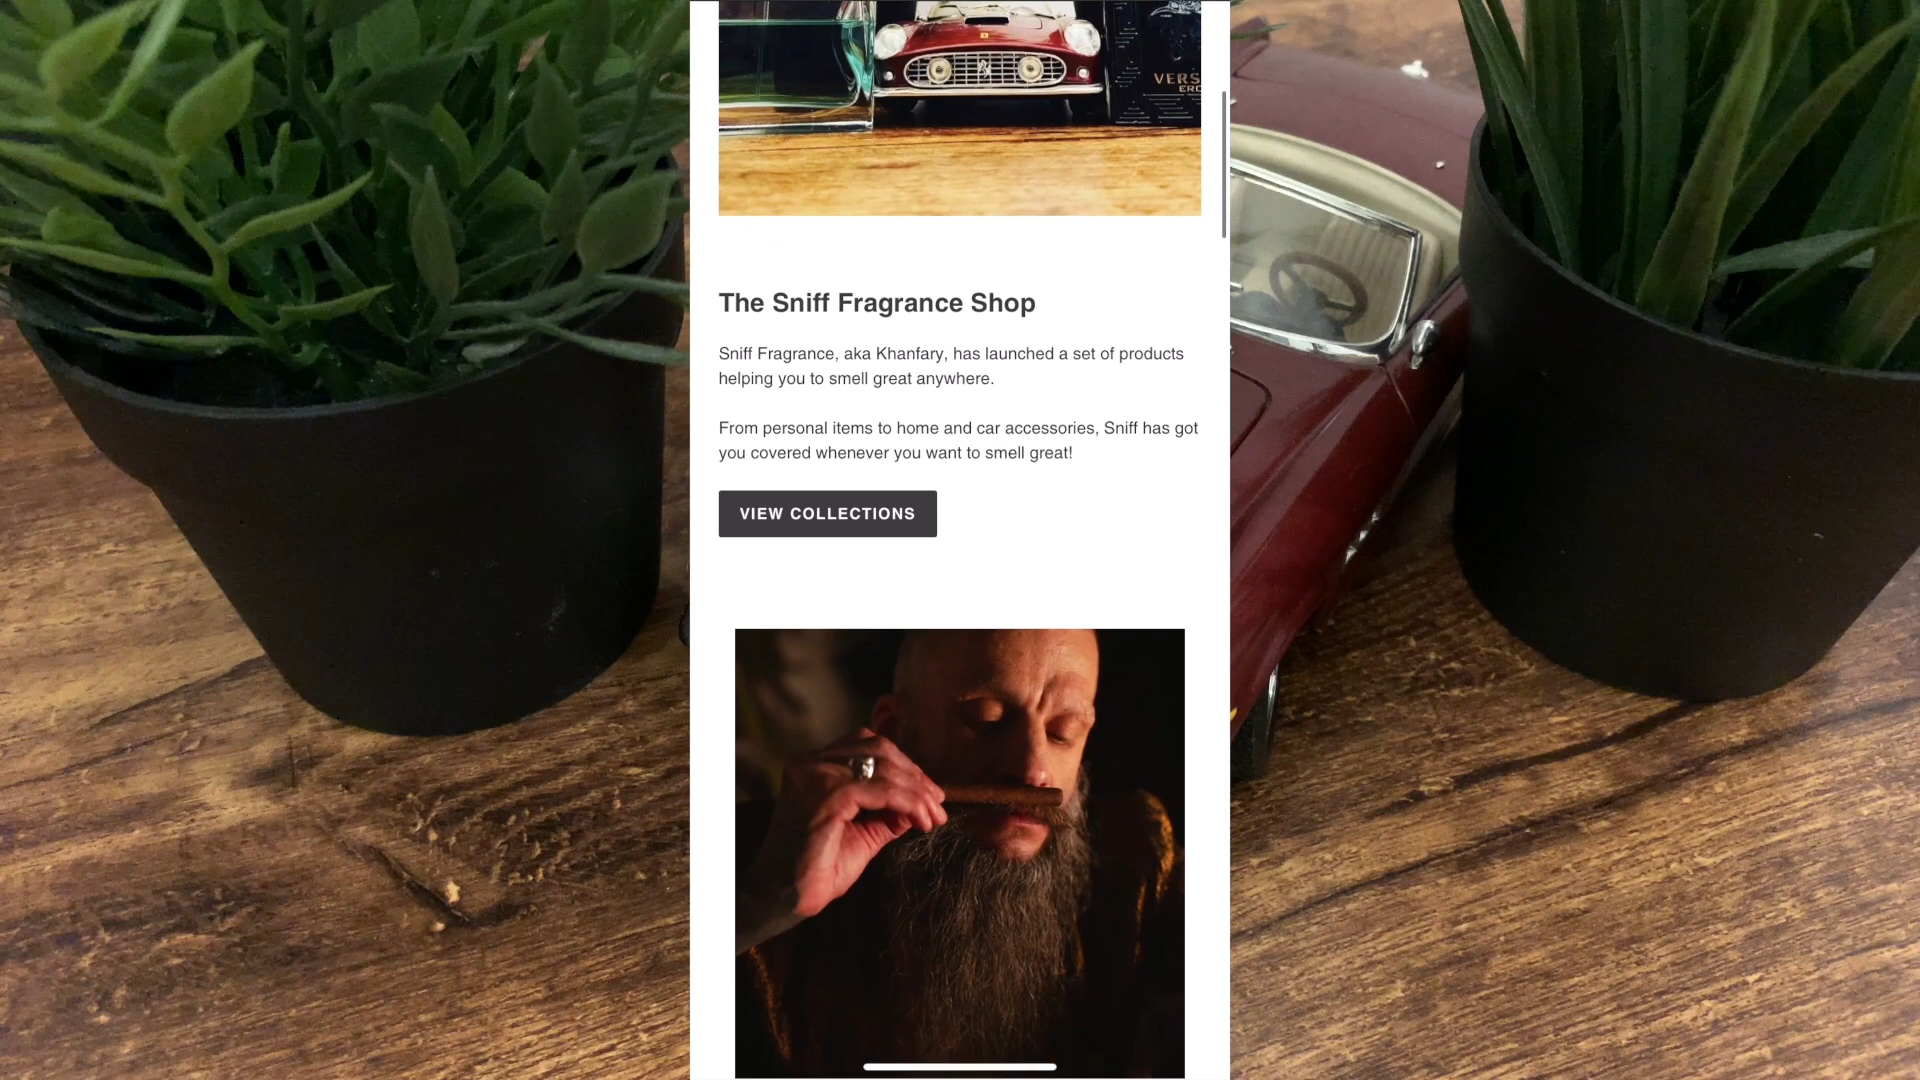 VERS
ERO
The Sniff Fragrance Shop
Sniff Fragrance, aka Khanfary, has launched a set of products
helping you to smell great anywhere.
From personal items to home and car accessories, Sniff has got
you covered whenever you want to smell great!
VIEW COLLECTIONS